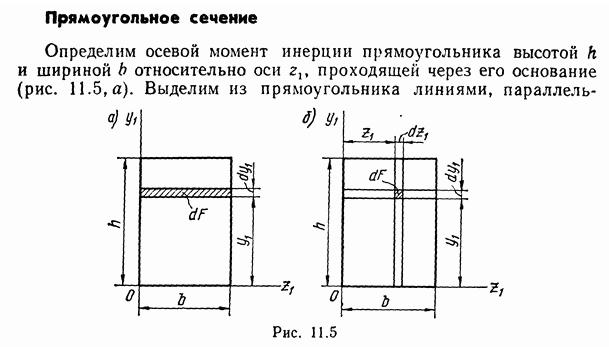 Прямоугольное сечение
Определим осевой момент инерции прямоугольника высотой h
и шириной b относительно оси z₁, проходящей через его основание
(рис. 11.5, а). Выделим из прямоугольника линиями, параллель-
а) y₁
dy₁
dF
h
y₁
0
b
z₁
б) y₁
z₁
dz₁
dy₁
dF
h
y₁
0
b
z₁
Рис. 11.5